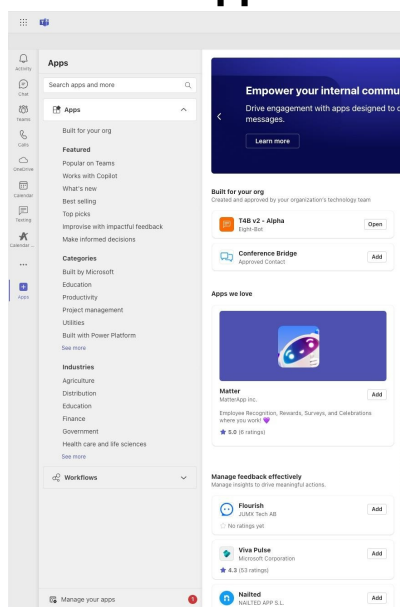 Activity
Chat
Teams
Calls
OneDrive
Calendar
Texting
Calendar ...
Apps
Apps
Search apps and more
Apps
Built for your org
Featured
Popular on Teams
Works with Copilot
What's new
Best selling
Top picks
Improvise with impactful feedback
Make informed decisions
Categories
Built by Microsoft
Education
Productivity
Project management
Utilities
Built with Power Platform
See more
Industries
Agriculture
Distribution
Education
Finance
Government
Health care and life sciences
See more
Workflows
Manage your apps
1
Empower your internal commu
Drive engagement with apps designed to c
messages.
Learn more
Built for your org
Created and approved by your organization's technology team
T4B v2 - Alpha
Eight-Bot
Open
Conference Bridge
Approved Contact
Add
Apps we love
Matter
MatterApp Inc.
Add
Employee Recognition, Rewards, Surveys, and Celebrations
where you work! 💜
5.0 (6 ratings)
Manage feedback effectively
Manage insights to drive meaningful actions.
Flourish
JUMX Tech AB
Add
No ratings yet
Viva Pulse
Microsoft Corporation
Add
4.3 (53 ratings)
Nailted
NAILTED APP S.L.
Add